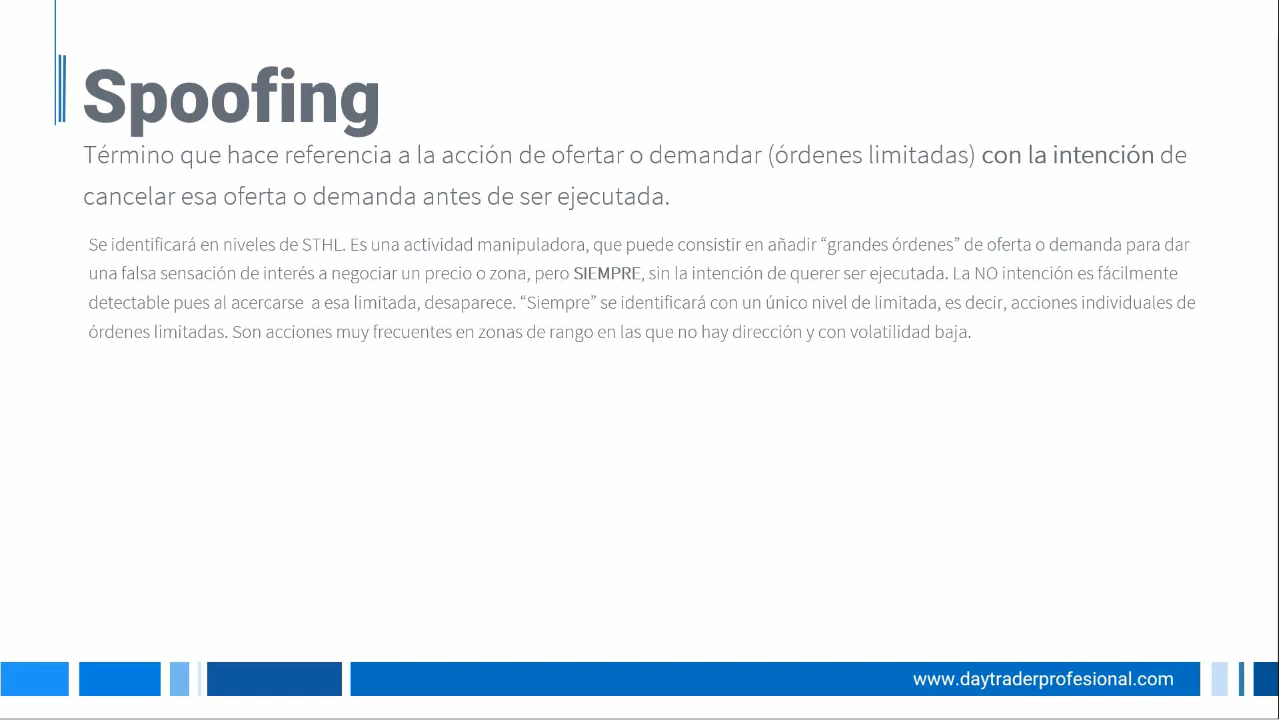 Spoofing
Término que hace referencia a la acción de ofertar o demandar (órdenes limitadas) con la intención de
cancelar esa oferta o demanda antes de ser ejecutada.
Se identificará en niveles de STHL. Es una actividad manipuladora, que puede consistir en añadir “grandes órdenes” de oferta o demanda para dar
una falsa sensación de interés a negociar un precio o zona, pero SIEMPRE, sin la intención de querer ser ejecutada. La NO intención es fácilmente
detectable pues al acercarse a esa limitada, desaparece. “Siempre” se identificará con un único nivel de limitada, es decir, acciones individuales de
órdenes limitadas. Son acciones muy frecuentes en zonas de rango en las que no hay dirección y con volatilidad baja.
www.daytraderprofesional.com